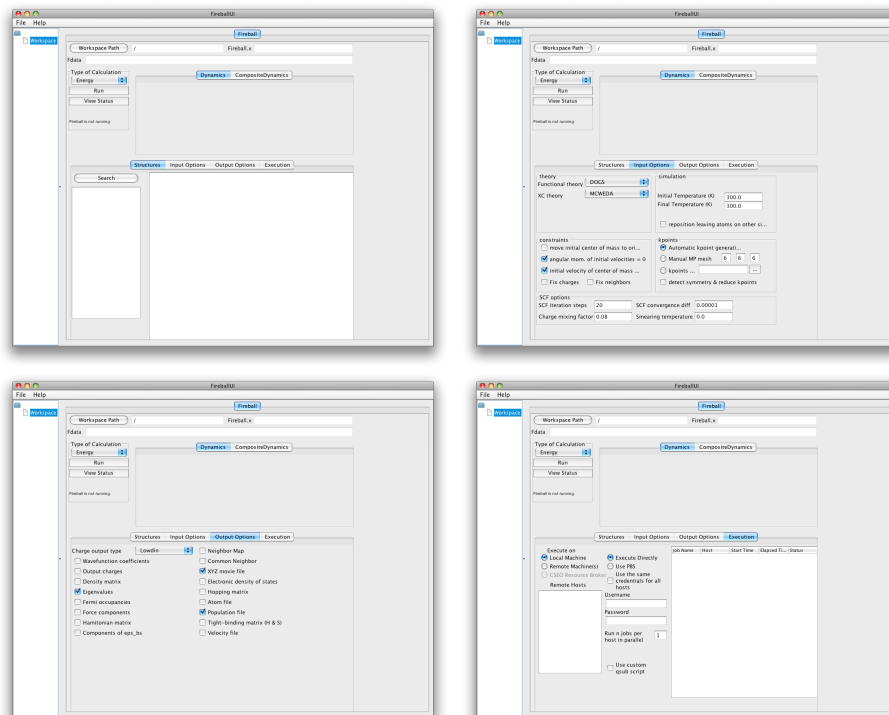 FireballUI
File Help
Workspace
Fireball
Workspace Path / Fireball.x
Fdata
Type of Calculation
Energy
Run
View Status
Fireball is not running.
Dynamics CompositeDynamics
Structures Input Options Output Options Execution
Search
FireballUI
File Help
Workspace
Fireball
Workspace Path / Fireball.x
Fdata
Type of Calculation
Energy
Run
View Status
Fireball is not running.
Dynamics CompositeDynamics
Structures Input Options Output Options Execution
theory
Functional theory DOGS
XC theory MCWEDA
simulation
Initial Temperature (K) 300.0
Final Temperature (K) 300.0
reposition leaving atoms on other si...
constraints
move initial center of mass to ori...
angular mom. of initial velocities = 0
initial velocity of center of mass ...
Fix charges Fix neighbors
kpoints
Automatic kpoint generati...
Manual MP mesh 6 6 6
kpoints ... ...
detect symmetry & reduce kpoints
SCF options
SCF iteration steps 20 SCF convergence diff 0.00001
Charge mixing factor 0.08 Smearing temperature 0.0
FireballUI
File Help
Workspace
Fireball
Workspace Path / Fireball.x
Fdata
Type of Calculation
Energy
Run
View Status
Fireball is not running.
Dynamics CompositeDynamics
Structures Input Options Output Options Execution
Charge output type Lowdin
Wavefunction coefficients
Output charges
Density matrix
Eigenvalues
Fermi occupancies
Force components
Hamitonian matrix
Components of eps_bs
Neighbor Map
Common Neighbor
XYZ movie file
Electronic density of states
Hopping matrix
Atom file
Population file
Tight-binding matrix (H & S)
Velocity file
FireballUI
File Help
Workspace
Fireball
Workspace Path / Fireball.x
Fdata
Type of Calculation
Energy
Run
View Status
Fireball is not running.
Dynamics CompositeDynamics
Structures Input Options Output Options Execution
Execute on
Local Machine
Remote Machine(s)
CSEO Resource Broker
Remote Hosts
Execute Directly
Use PBS
Use the same
credentials for all
hosts
Username
Password
Run n jobs per
host in parallel 1
Use custom
qsub script
Job Name Host Start Time Elapsed Ti... Status